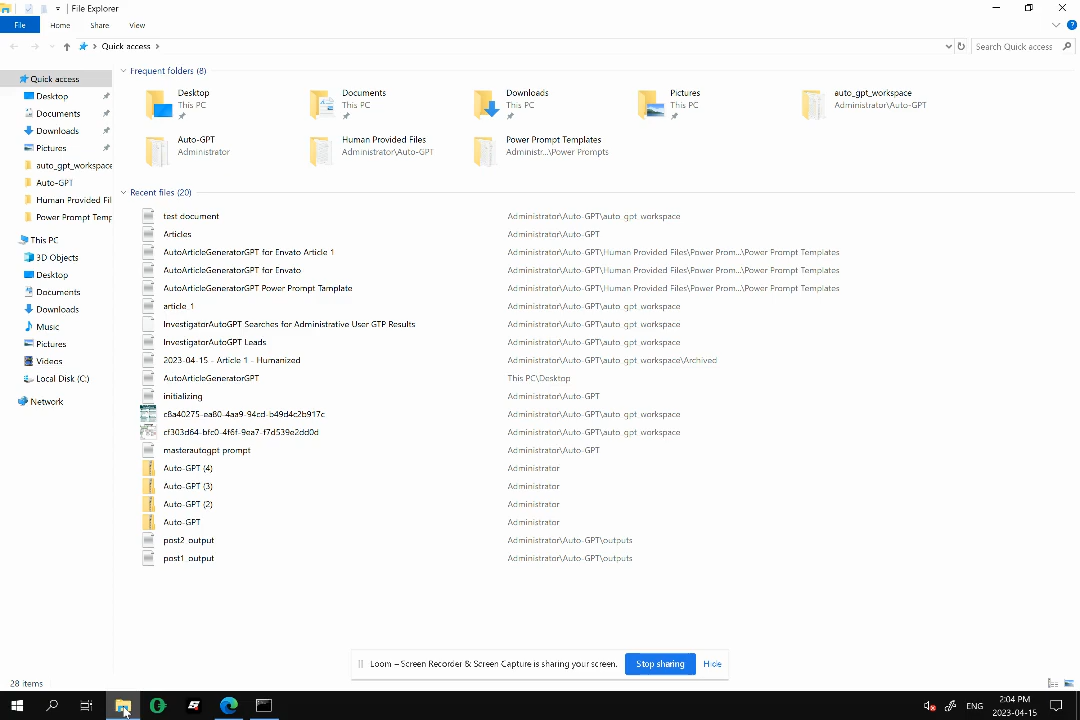 File Explorer
File Home Share View
Quick access
Search Quick access
Quick access
Desktop
Documents
Downloads
Pictures
auto_gpt_workspace
Auto-GPT
Human Provided Fil
Power Prompt Temp
This PC
3D Objects
Desktop
Documents
Downloads
Music
Pictures
Videos
Local Disk (C:)
Network
Frequent folders (8)
Desktop
This PC
Documents
This PC
Downloads
This PC
Pictures
This PC
auto_gpt_workspace
Administrator\Auto-GPT
Auto-GPT
Administrator
Human Provided Files
Administrator\Auto-GPT
Power Prompt Templates
Administr...\Power Prompts
Recent files (20)
test document Administrator\Auto-GPT\auto_gpt_workspace
Articles Administrator\Auto-GPT
AutoArticleGeneratorGPT for Envato Article 1 Administrator\Auto-GPT\Human Provided Files\Power Prom...\Power Prompt Templates
AutoArticleGeneratorGPT for Envato Administrator\Auto-GPT\Human Provided Files\Power Prom...\Power Prompt Templates
AutoArticleGeneratorGPT Power Prompt Tamplate Administrator\Auto-GPT\Human Provided Files\Power Prom...\Power Prompt Templates
article 1 Administrator\Auto-GPT\auto_gpt_workspace
InvestigatorAutoGPT Searches for Administrative User GTP Results Administrator\Auto-GPT\auto_gpt_workspace
InvestigatorAutoGPT Leads Administrator\Auto-GPT\auto_gpt_workspace
2023-04-15 - Article 1 - Humanized Administrator\Auto-GPT\auto_gpt_workspace\Archived
AutoArticleGeneratorGPT This PC\Desktop
initializing Administrator\Auto-GPT
c8a40275-ea80-4aa9-94cd-b49d4c2b917c Administrator\Auto-GPT\auto_gpt_workspace
cf303d64-bfc0-4f6f-9ea7-f7d539e2dd0d Administrator\Auto-GPT\auto_gpt_workspace
masterautogpt prompt Administrator\Auto-GPT
Auto-GPT (4) Administrator
Auto-GPT (3) Administrator
Auto-GPT (2) Administrator
Auto-GPT Administrator
post2_output Administrator\Auto-GPT\outputs
post1_output Administrator\Auto-GPT\outputs
Loom – Screen Recorder & Screen Capture is sharing your screen. Stop sharing Hide
28 items
ENG
2:04 PM
2023-04-15